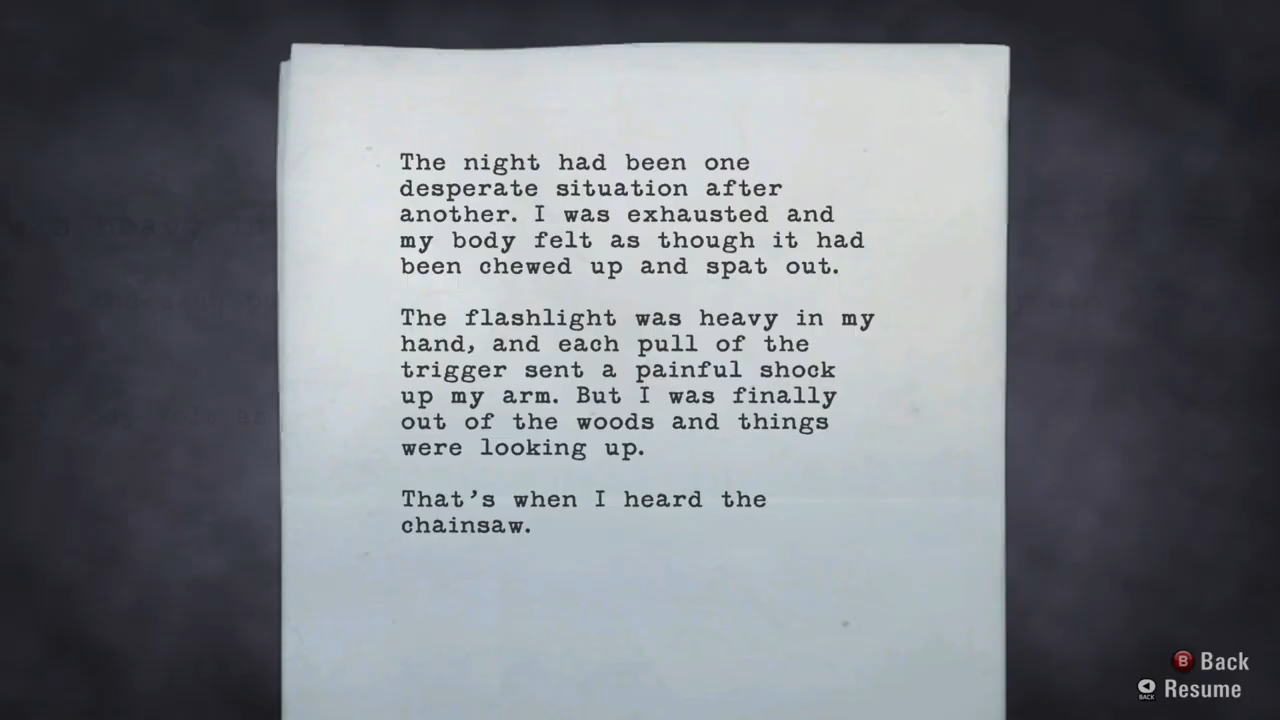 The night had been one
desperate situation after
another. I was exhausted and
my body felt as though it had
been chewed up and spat out.
The flashlight was heavy in my
hand, and each pull of the
trigger sent a painful shock
up my arm. But I was finally
out of the woods and things
were looking up.
That's when I heard the
chainsaw.
B Back
BACK Resume